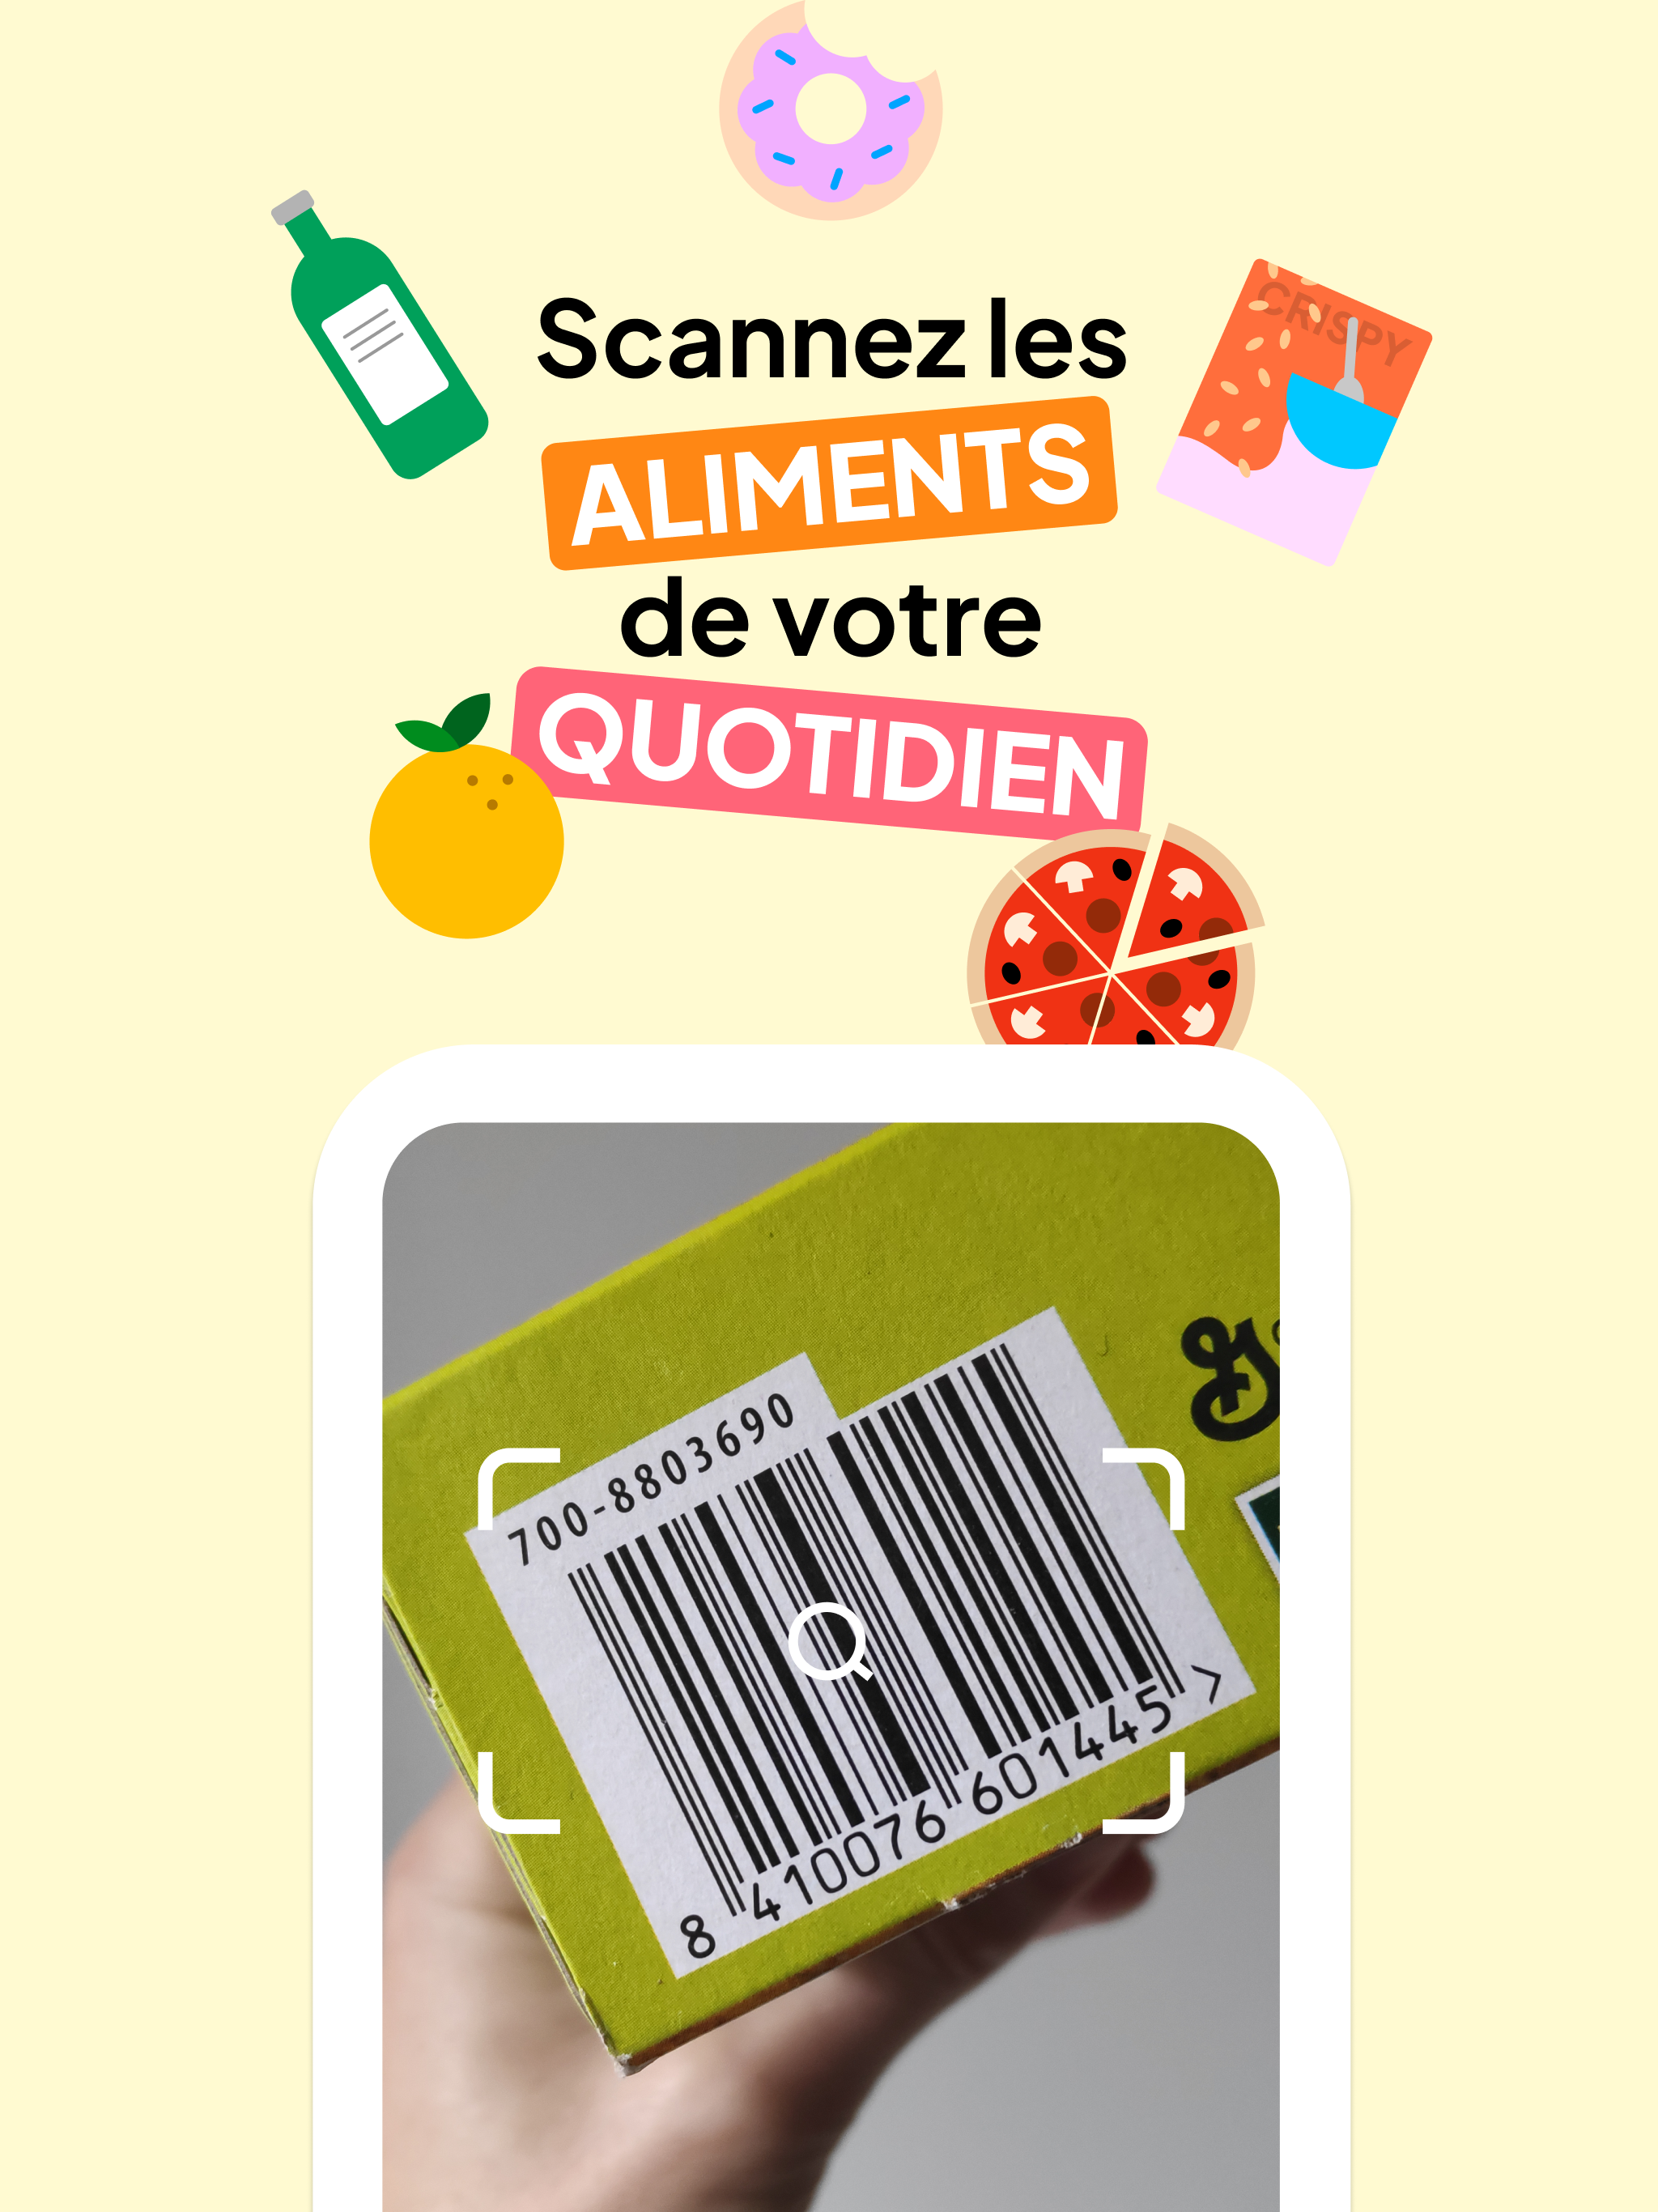 Scannez les
CRISPY
ALIMENTS
de votre
QUOTIDIEN
700-8803690
8 410076 601445 >